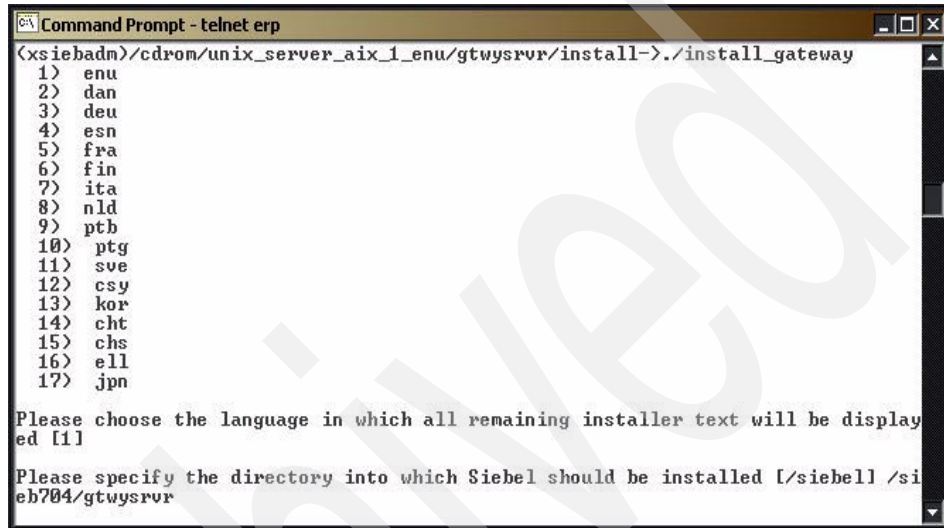 Command Prompt - telnet erp
(xsiebadm)/cdrom/unix_server_aix_1_enu/gtwysrvr/install->./install_gateway
1) enu
2) dan
3) deu
4) esn
5) fra
6) fin
7) ita
8) nld
9) ptb
10) ptg
11) sve
12) csy
13) kor
14) cht
15) chs
16) ell
17) jpn
Please choose the language in which all remaining installer text will be display
ed [1]
Please specify the directory into which Siebel should be installed [/siebel] /si
eb704/gtwysrvr
hived